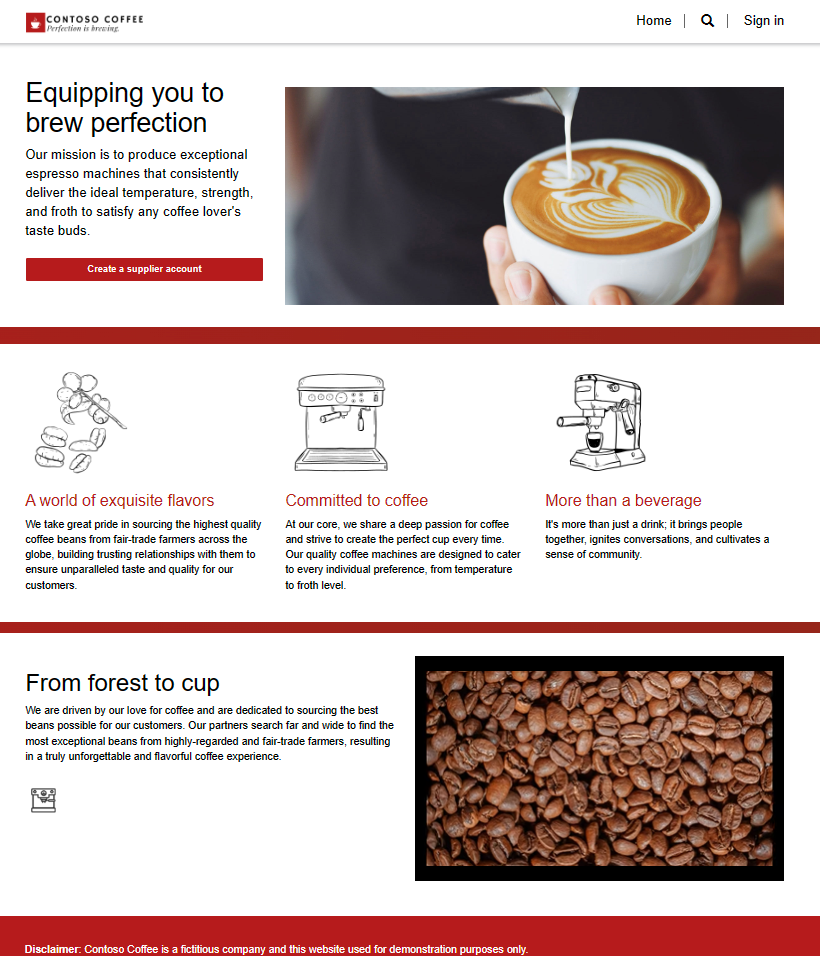 CONTOSO COFFEE
Perfection is brewing.
Home
Sign in
Equipping you to
brew perfection
Our mission is to produce exceptional
espresso machines that consistently
deliver the ideal temperature, strength,
and froth to satisfy any coffee lover's
taste buds.
Create a supplier account
A world of exquisite flavors
We take great pride in sourcing the highest quality
coffee beans from fair-trade farmers across the
globe, building trusting relationships with them to
ensure unparalleled taste and quality for our
customers.
Committed to coffee
At our core, we share a deep passion for coffee
and strive to create the perfect cup every time.
Our quality coffee machines are designed to cater
to every individual preference, from temperature
to froth level.
More than a beverage
It's more than just a drink; it brings people
together, ignites conversations, and cultivates a
sense of community.
From forest to cup
We are driven by our love for coffee and are dedicated to sourcing the best
beans possible for our customers. Our partners search far and wide to find the
most exceptional beans from highly-regarded and fair-trade farmers, resulting
in a truly unforgettable and flavorful coffee experience.
Disclaimer: Contoso Coffee is a fictitious company and this website used for demonstration purposes only.